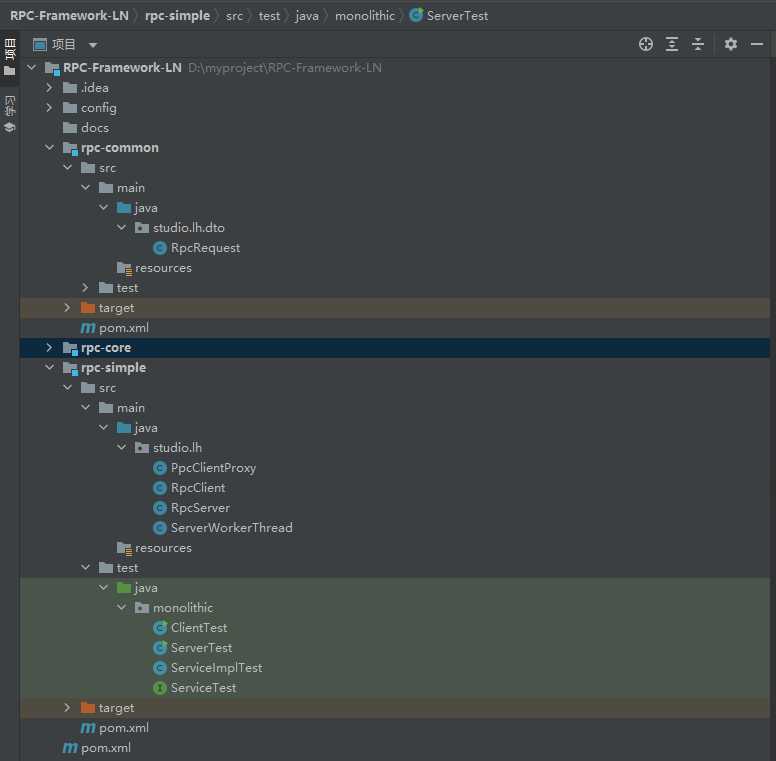 RPC-Framework-LN 〉 rpc-simple 〉 src 〉 test 〉 java 〉 monolithic 〉 ServerTest
项目
学习
项目
RPC-Framework-LN D:\myproject\RPC-Framework-LN
.idea
config
docs
rpc-common
src
main
java
studio.lh.dto
RpcRequest
resources
test
target
pom.xml
rpc-core
rpc-simple
src
main
java
studio.lh
PpcClientProxy
RpcClient
RpcServer
ServerWorkerThread
resources
test
java
monolithic
ClientTest
ServerTest
ServiceImplTest
ServiceTest
target
pom.xml
pom.xml